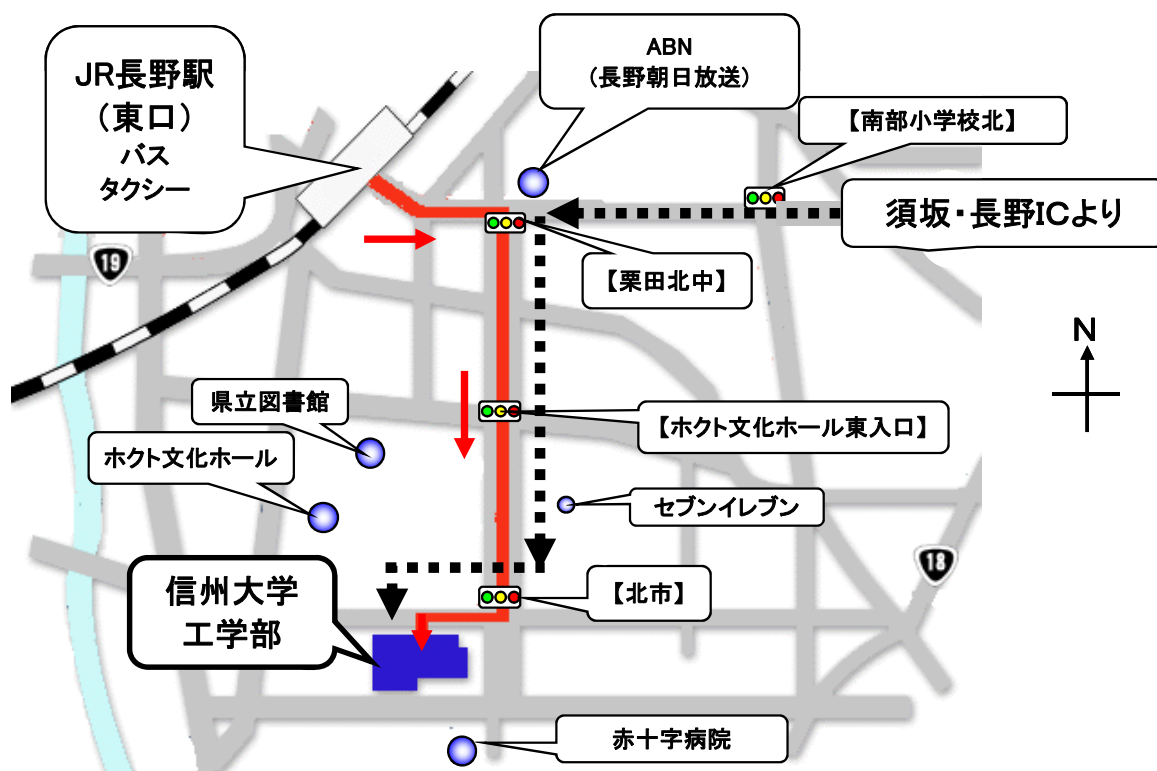 JR長野駅
（東口）
バス
タクシー
ABN
（長野朝日放送）
【南部小学校北】
須坂・長野ICより
19
【栗田北中】
N
県立図書館
【ホクト文化ホール東入口】
ホクト文化ホール
セブンイレブン
18
信州大学
工学部
【北市】
赤十字病院